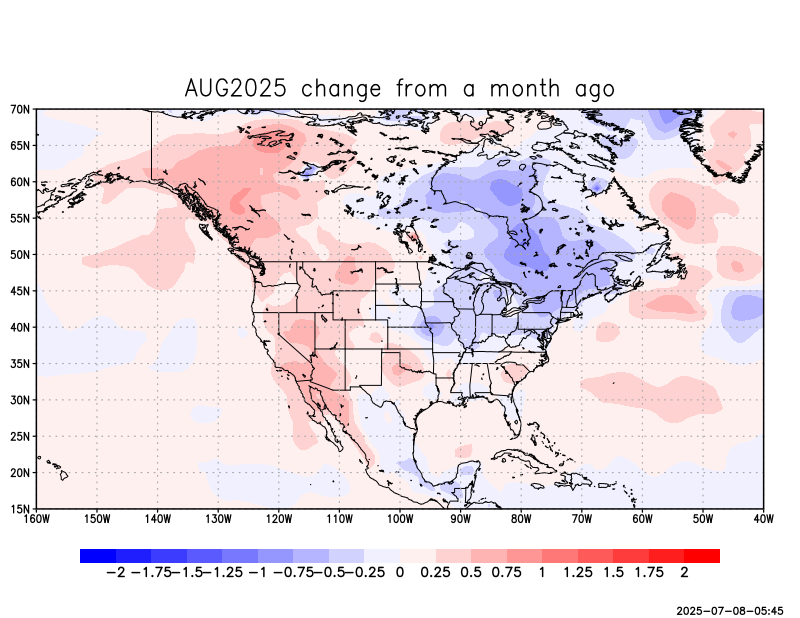 AUG2025 change from a month ago
70N
65N
60N
55N
50N
45N
40N
35N
30N
25N
20N
15N
160W 150W 140W 130W 120W 110W 100W 90W 80W 70W 60W 50W 40W
−2 −1.75 −1.5 −1.25 −1 −0.75 −0.5 −0.25 0 0.25 0.5 0.75 1 1.25 1.5 1.75 2
2025-07-08-05:45